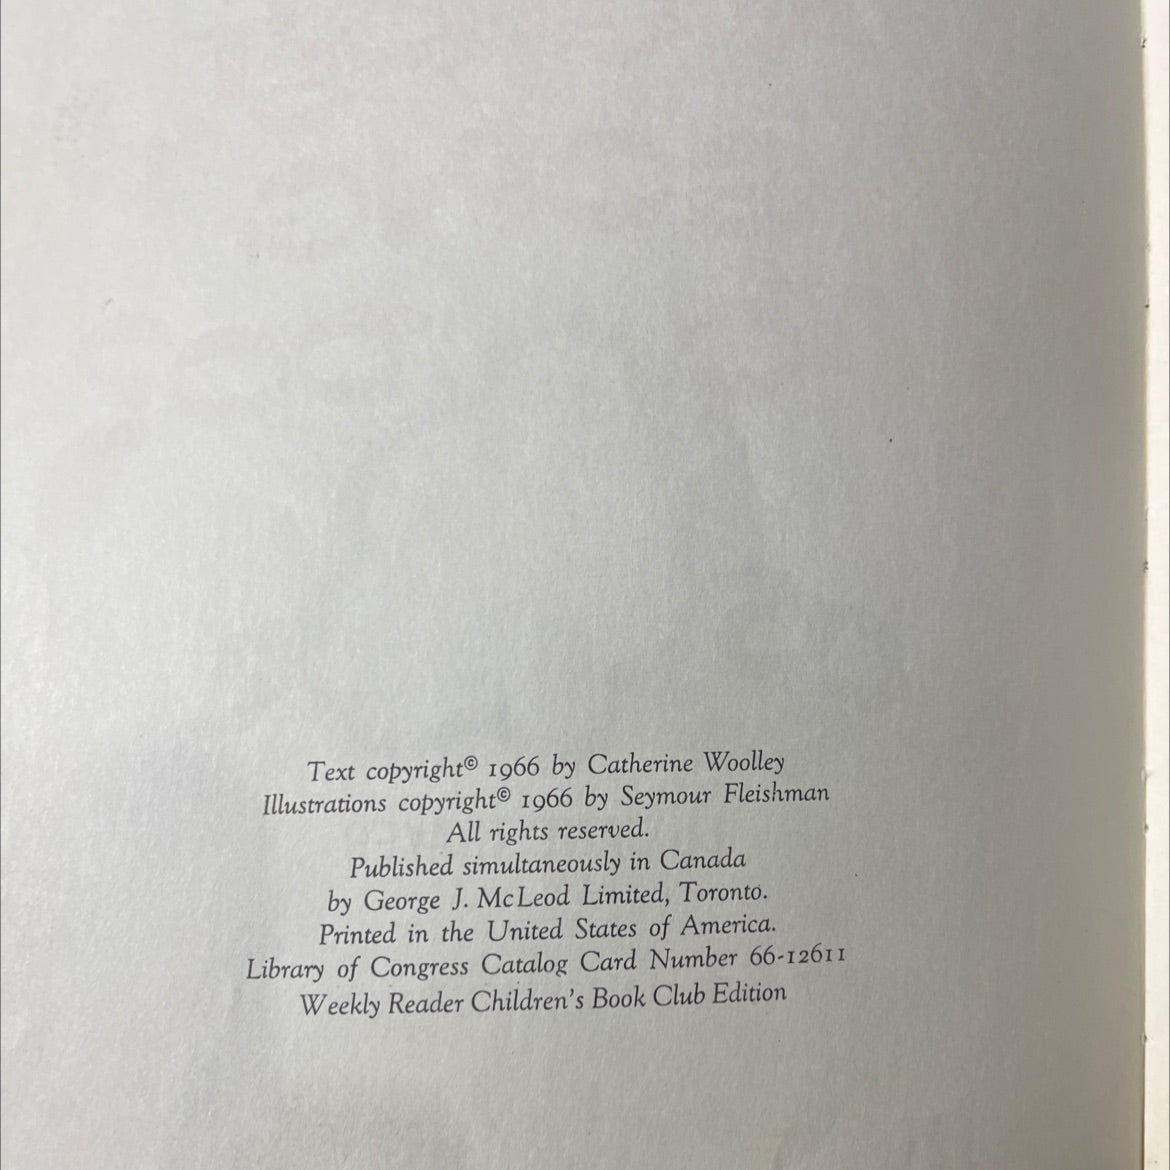 Text copyright© 1966 by Catherine Woolley
Illustrations copyright© 1966 by Seymour Fleishman
All rights reserved.
Published simultaneously in Canada
by George J. McLeod Limited, Toronto.
Printed in the United States of America.
Library of Congress Catalog Card Number 66-12611
Weekly Reader Children's Book Club Edition